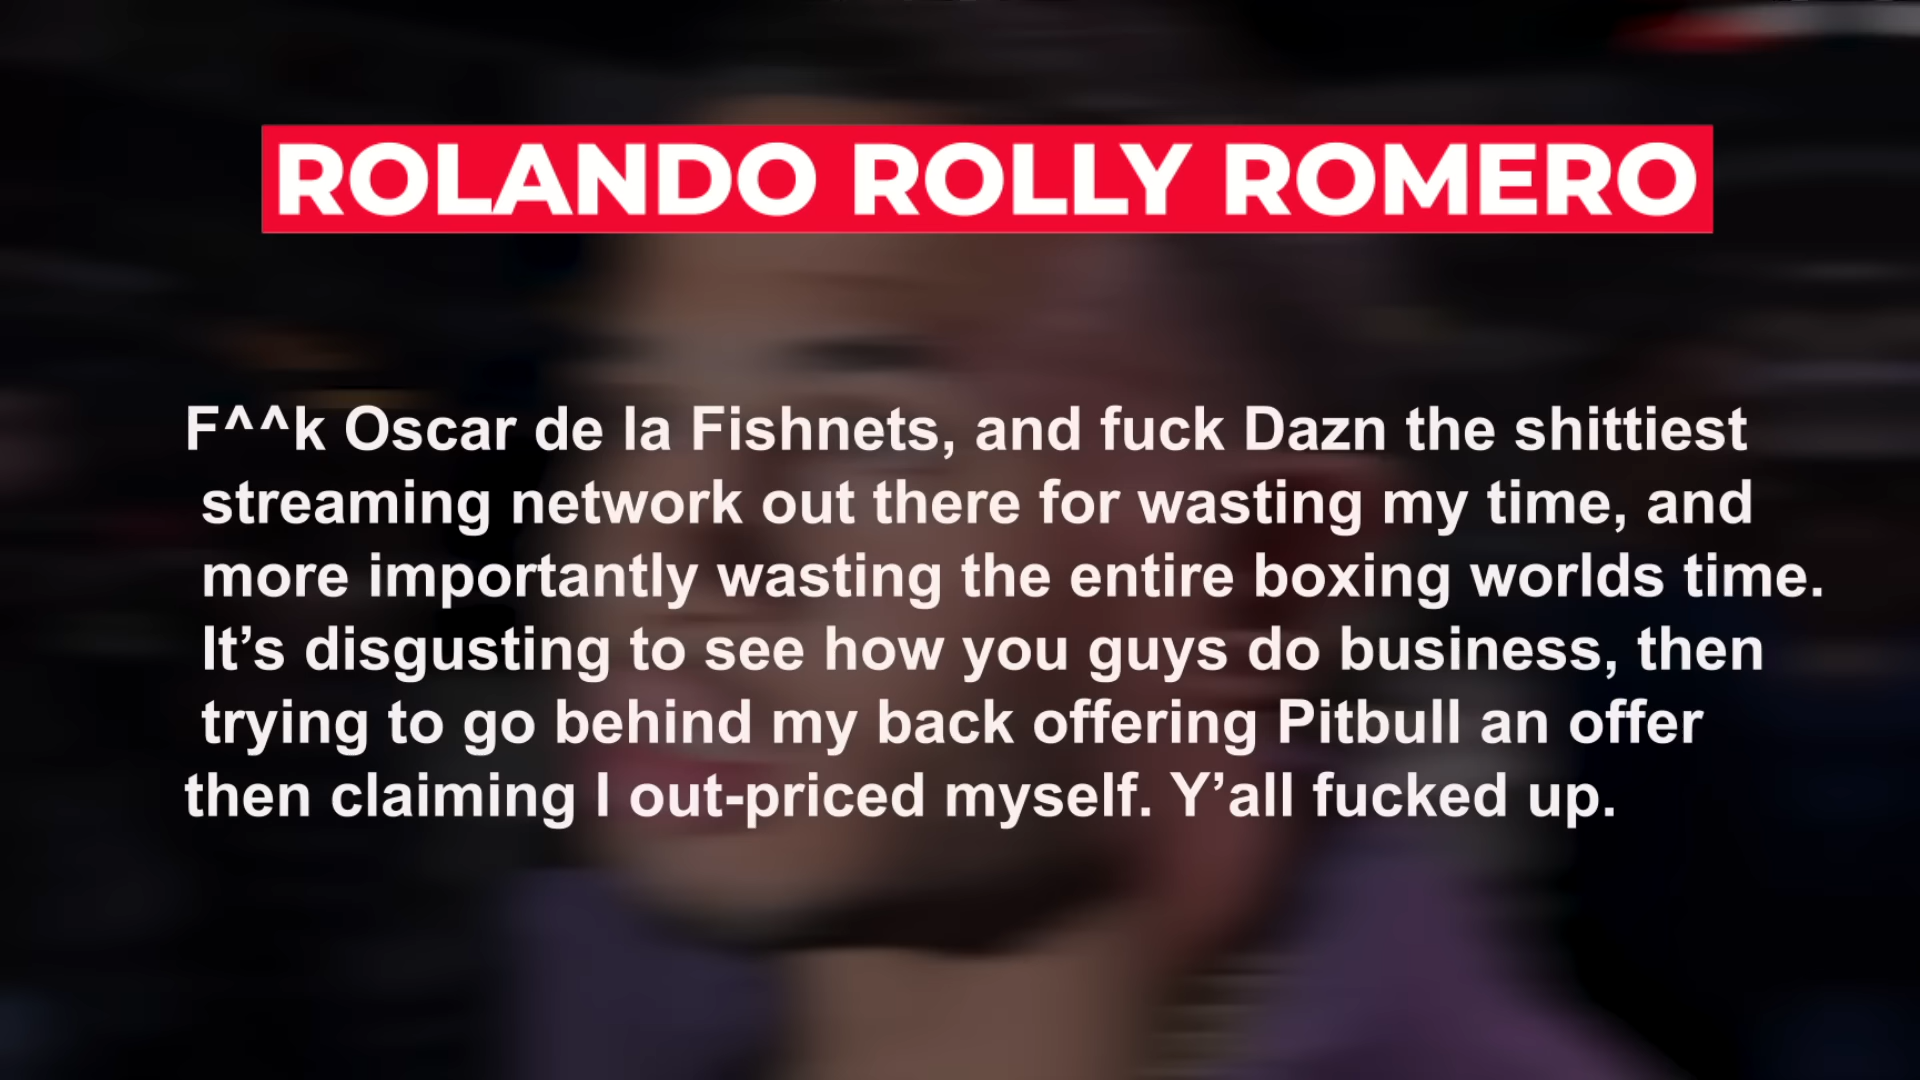 ROLANDO ROLLY ROMERO
F^^k Oscar de la Fishnets, and fuck Dazn the shittiest
streaming network out there for wasting my time, and
more importantly wasting the entire boxing worlds time.
It’s disgusting to see how you guys do business, then
trying to go behind my back offering Pitbull an offer
then claiming I out-priced myself. Y’all fucked up.